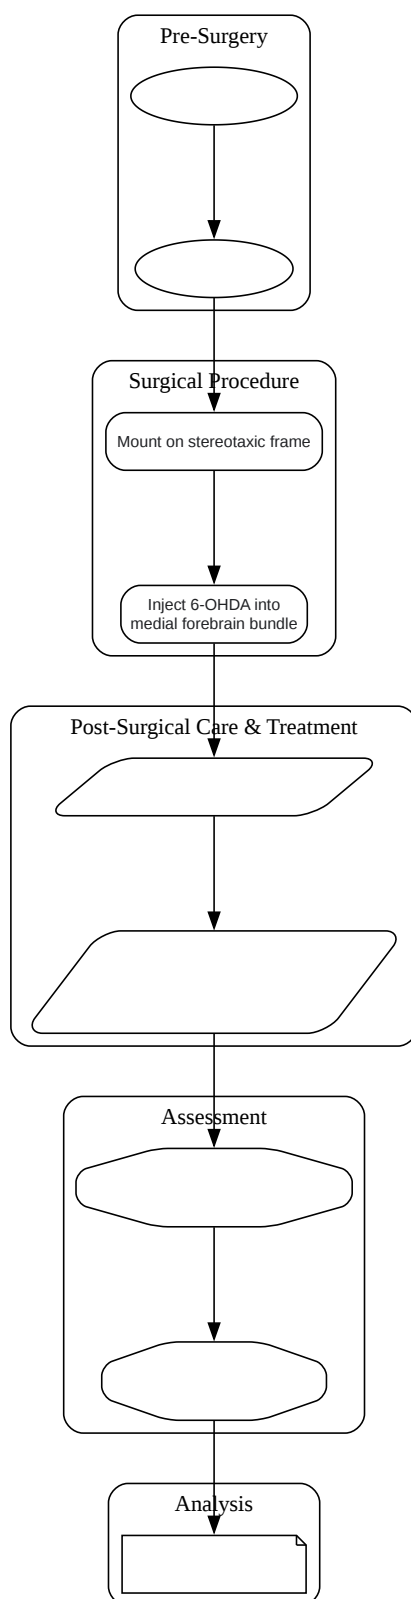 Pre-Surgery
Surgical Procedure
Mount on stereotaxic frame
Inject 6-OHDA into
medial forebrain bundle
Post-Surgical Care & Treatment
Assessment
Analysis